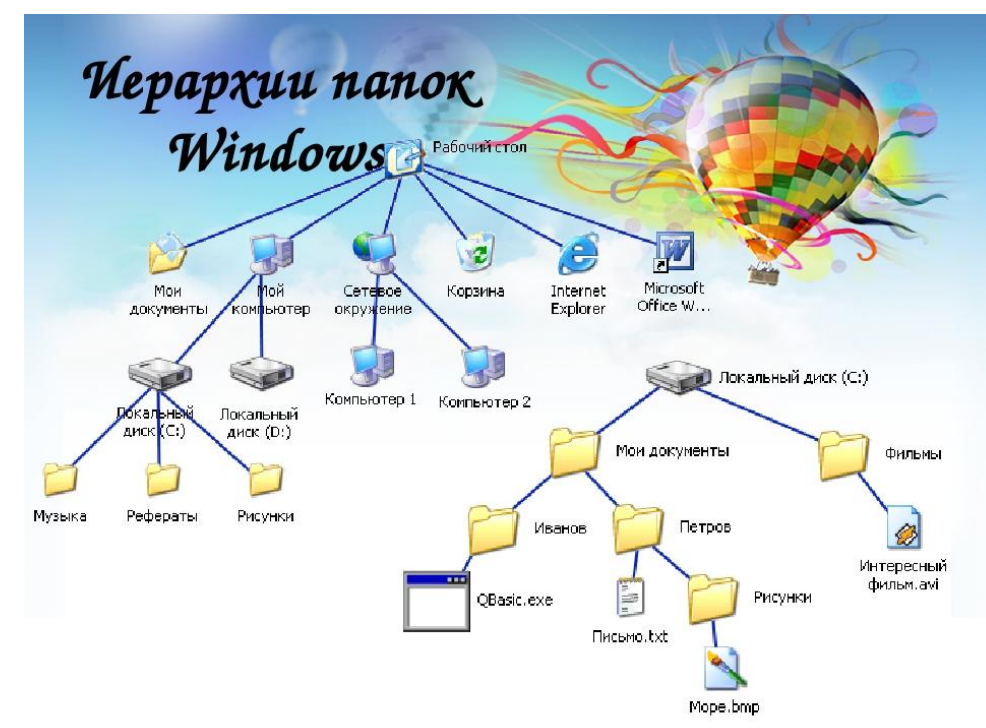 Иерархии папок
Windows
Рабочий стол
Мои
документы
Мой
компьютер
Сетевое
окружение
Корзина
Internet
Explorer
Microsoft
Office W...
Локальный
диск (C:)
Локальный
диск (D:)
Компьютер 1
Компьютер 2
Музыка
Рефераты
Рисунки
Локальный диск (C:)
Мои документы
Фильмы
Иванов
Петров
Интересный
фильм.avi
QBasic.exe
Письмо.txt
Рисунки
Море.bmp